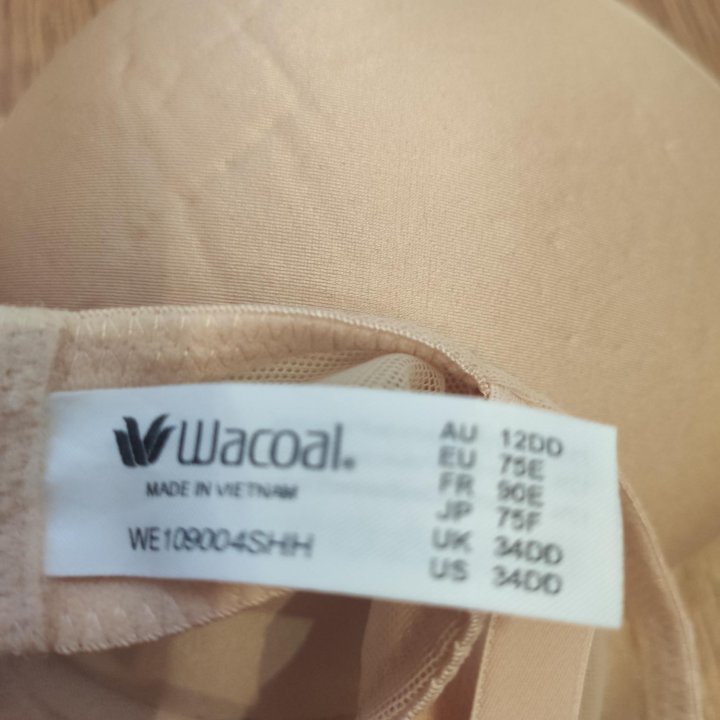 Wacoal®
MADE IN VIETNAM
WE109004SHH
AU 12DD
EU 75E
FR 90E
JP 75F
UK 34DD
US 34DD